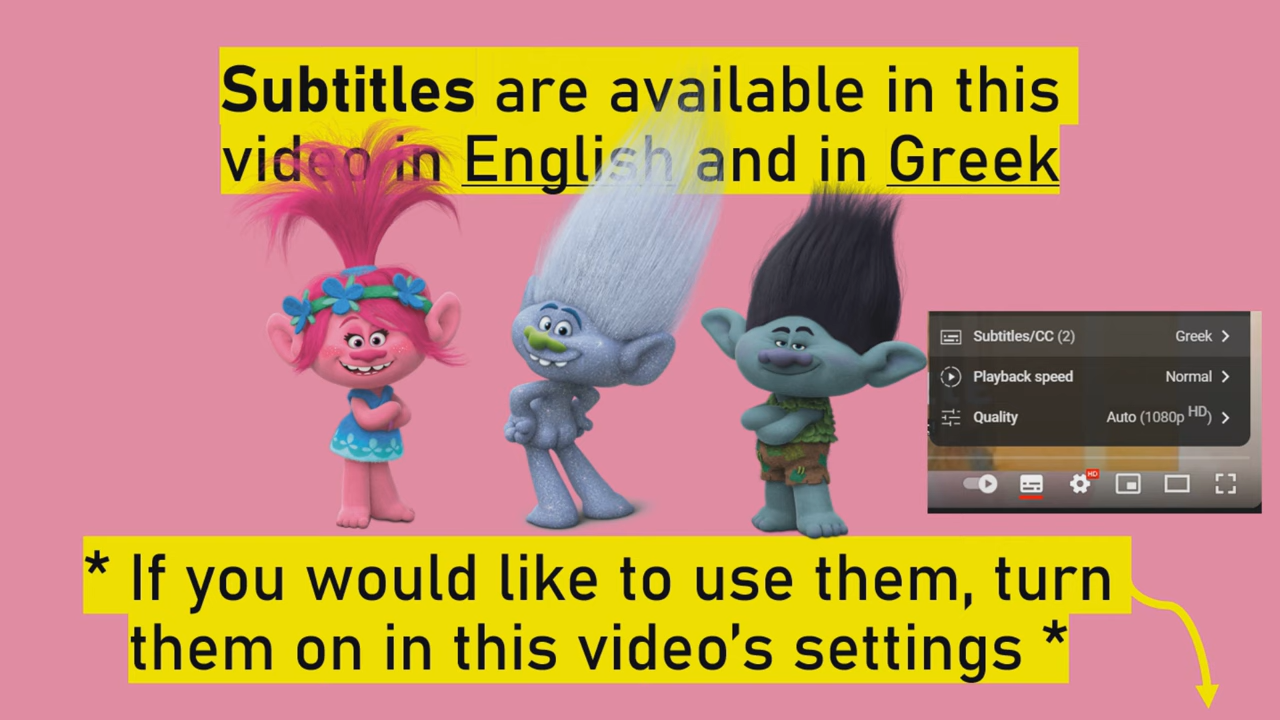 Subtitles are available in this
video in English and in Greek
Subtitles/CC (2) Greek
Playback speed Normal
Quality Auto (1080p HD)
HD
* If you would like to use them, turn
them on in this video’s settings *